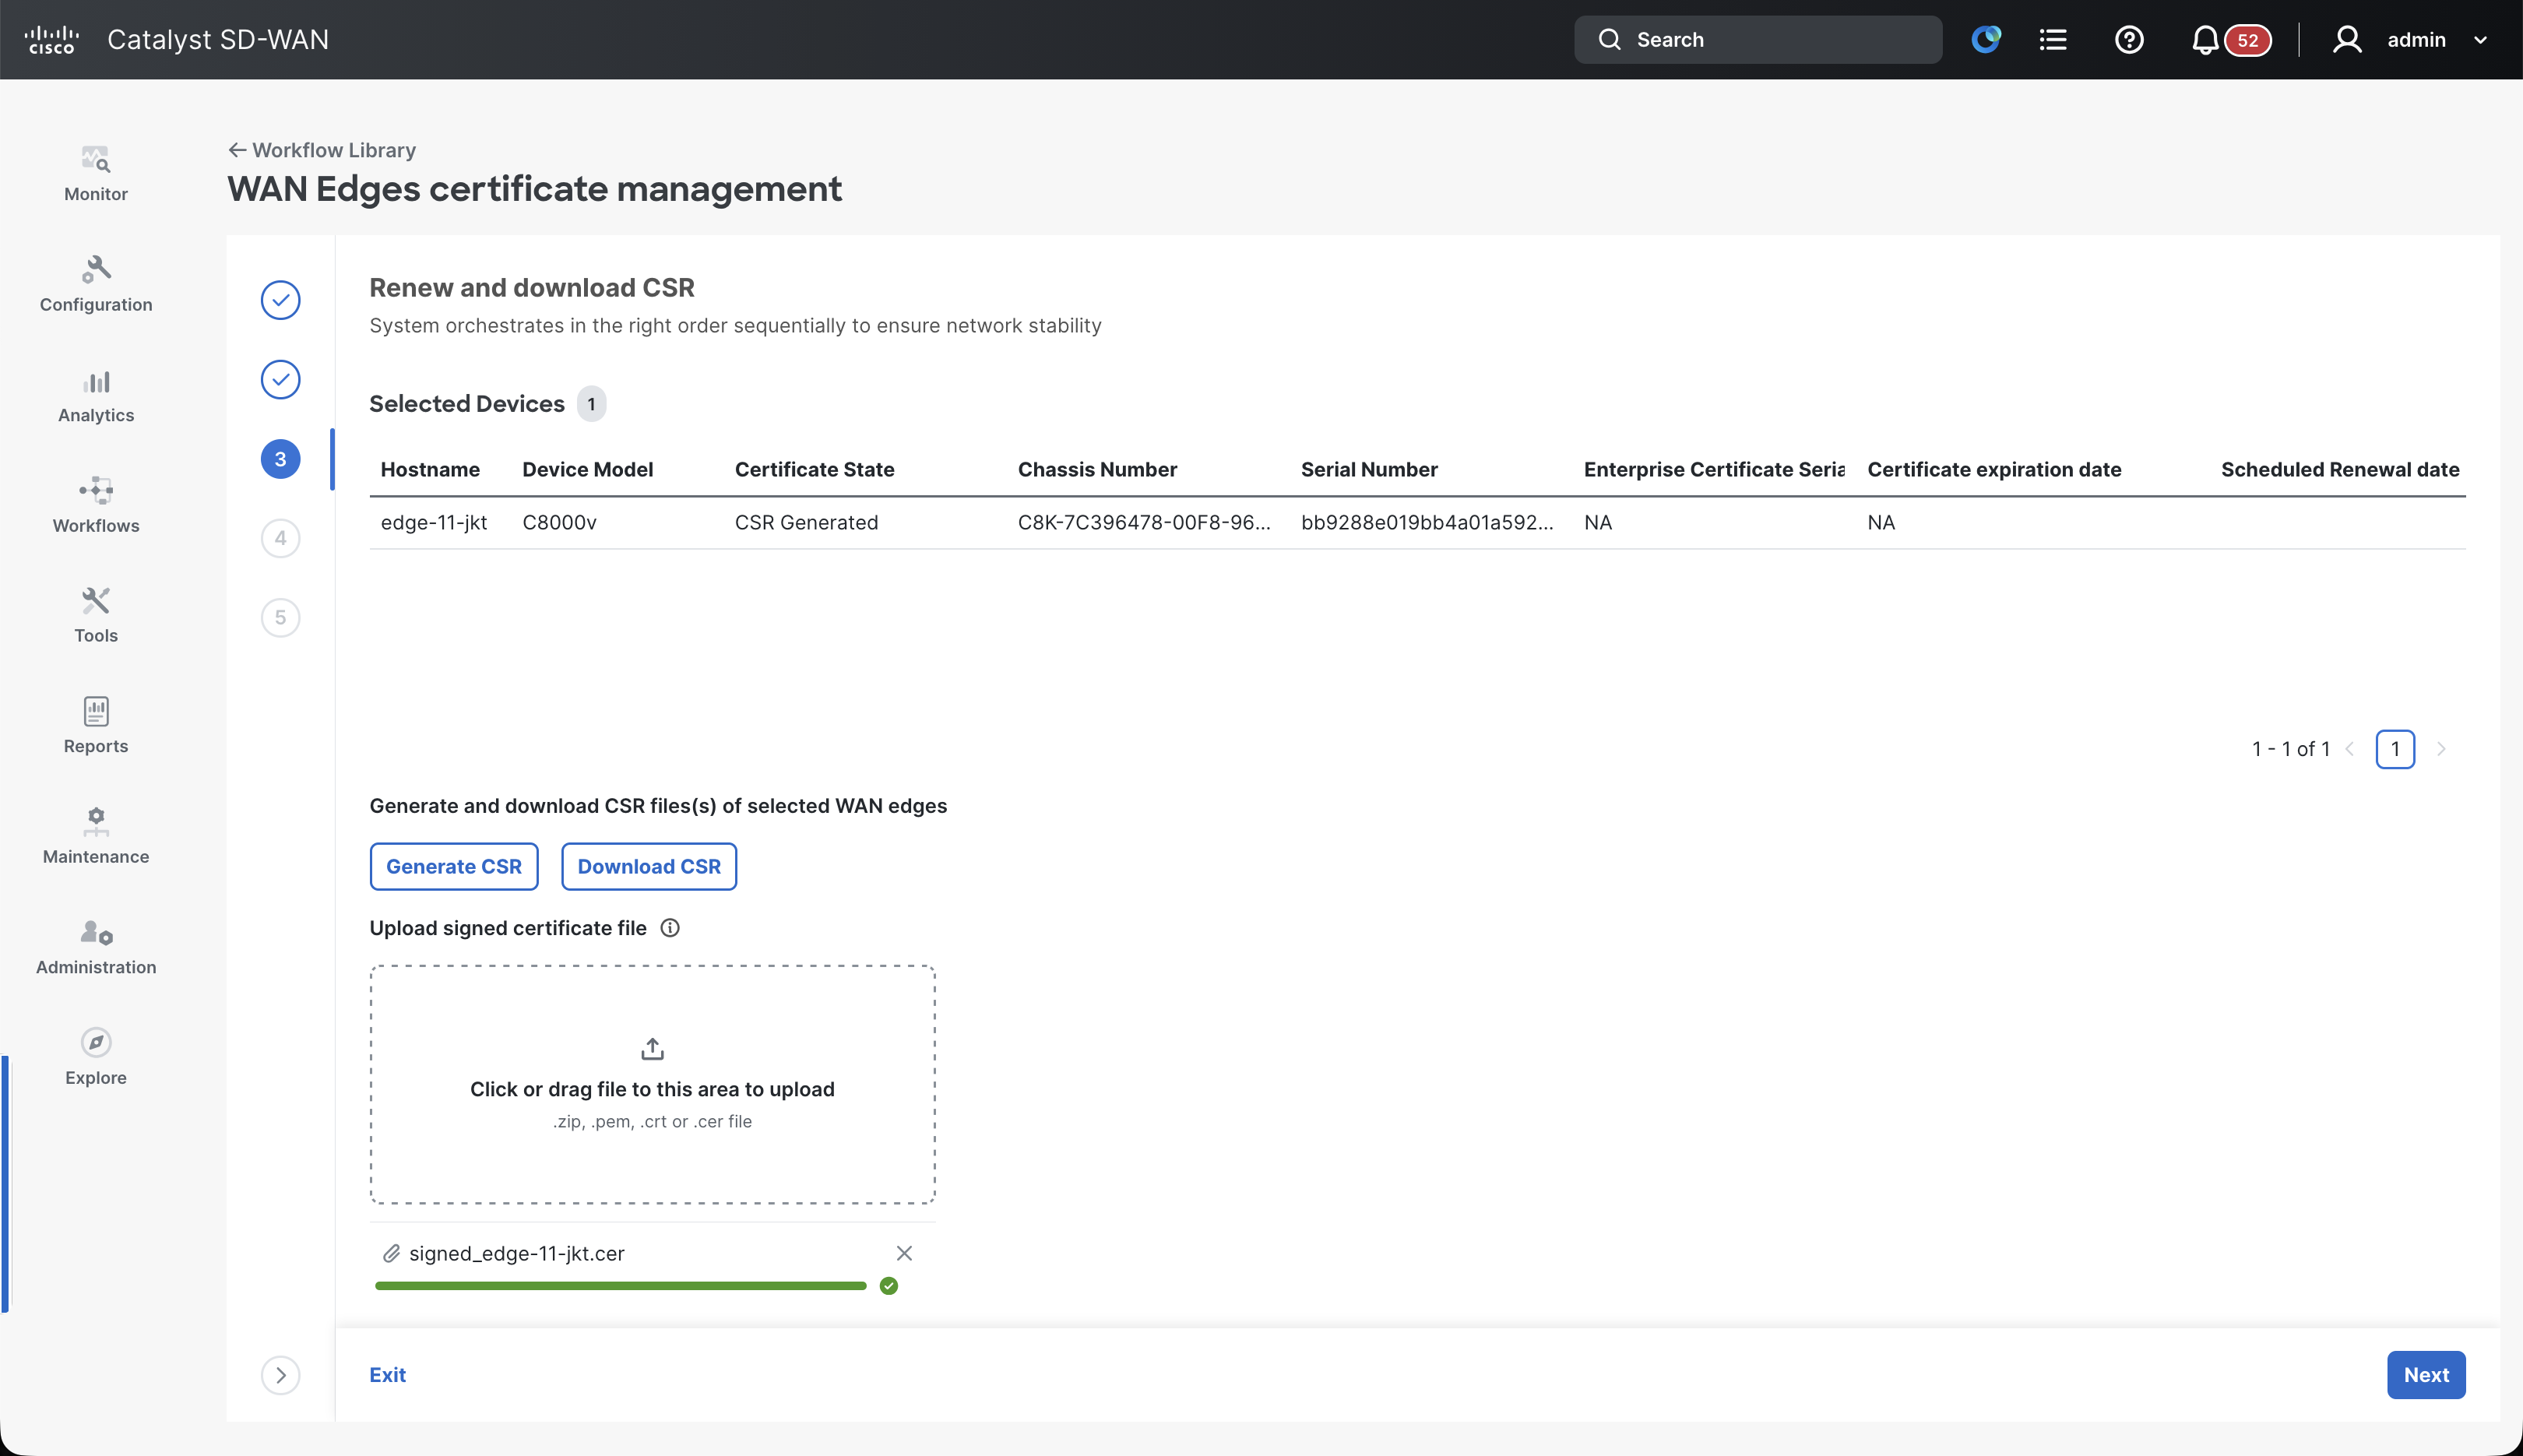 CISCO
Catalyst SD-WAN
Search
52
admin
Monitor
Configuration
Analytics
Workflows
Tools
Reports
Maintenance
Administration
Explore
Workflow Library
WAN Edges certificate management
3
4
5
Renew and download CSR
System orchestrates in the right order sequentially to ensure network stability
Selected Devices 1
Hostname Device Model Certificate State Chassis Number Serial Number Enterprise Certificate Seria Certificate expiration date Scheduled Renewal date
edge-11-jkt C8000v CSR Generated C8K-7C396478-00F8-96... bb9288e019bb4a01a592... NA NA
1 - 1 of 1 1
Generate and download CSR files(s) of selected WAN edges
Generate CSR Download CSR
Upload signed certificate file
Click or drag file to this area to upload
.zip, .pem, .crt or .cer file
signed_edge-11-jkt.cer
Exit
Next